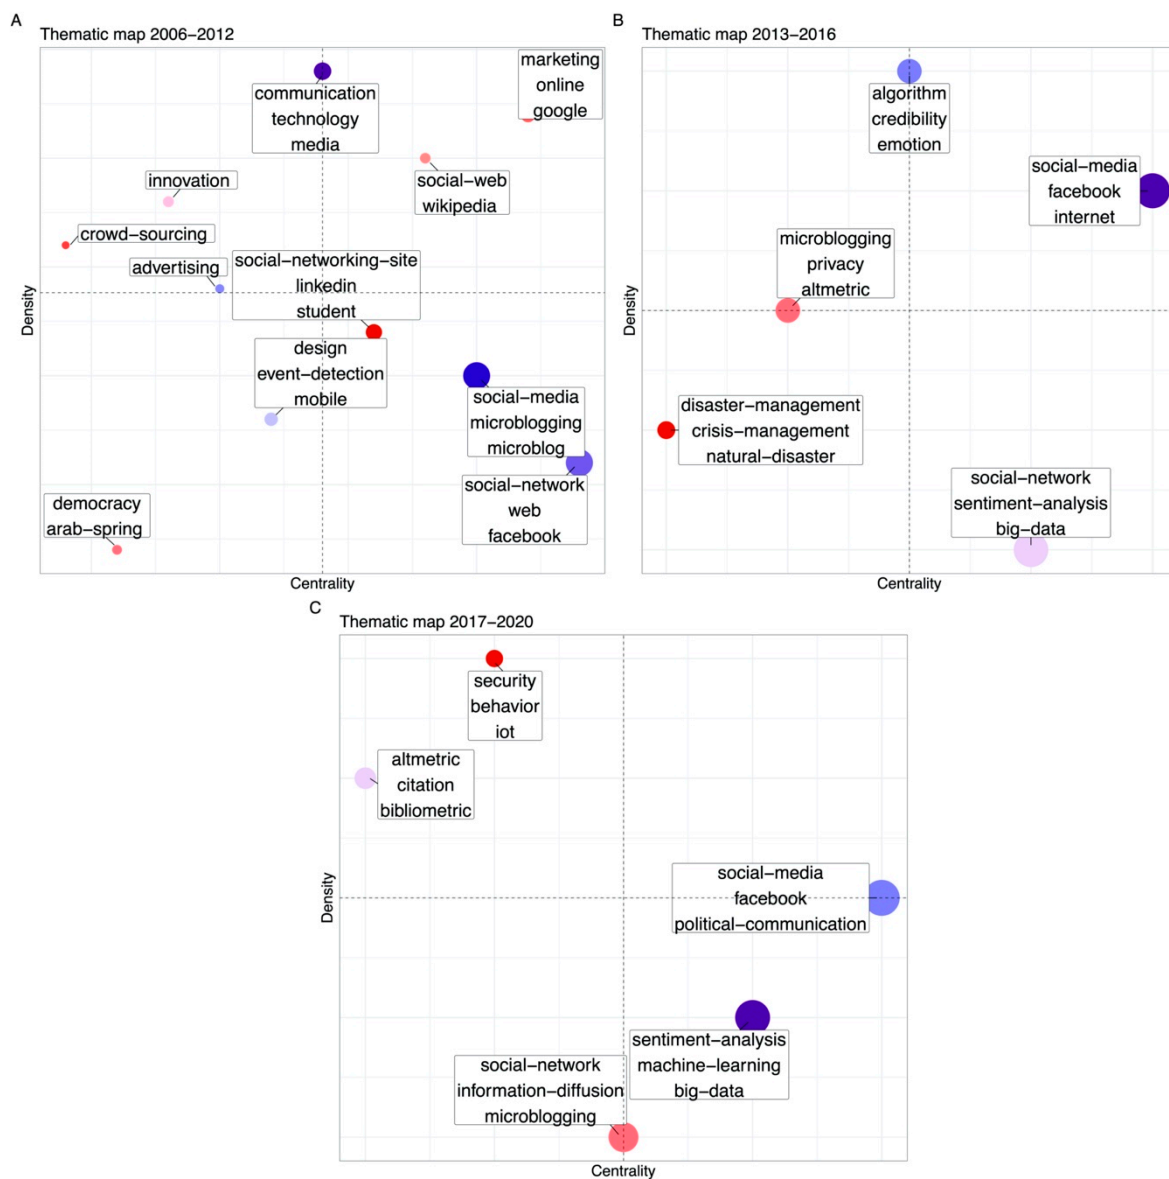 A
Thematic map 2006–2012
communication
technology
media
marketing
online
google
social–web
wikipedia
innovation
crowd–sourcing
advertising
social–networking–site
linkedin
student
design
event–detection
mobile
social–media
microblogging
microblog
social–network
web
facebook
democracy
arab–spring
Density
Centrality
B
Thematic map 2013–2016
algorithm
credibility
emotion
social–media
facebook
internet
microblogging
privacy
altmetric
disaster–management
crisis–management
natural–disaster
social–network
sentiment–analysis
big–data
Density
Centrality
C
Thematic map 2017–2020
security
behavior
iot
altmetric
citation
bibliometric
social–media
facebook
political–communication
sentiment–analysis
machine–learning
big–data
social–network
information–diffusion
microblogging
Density
Centrality